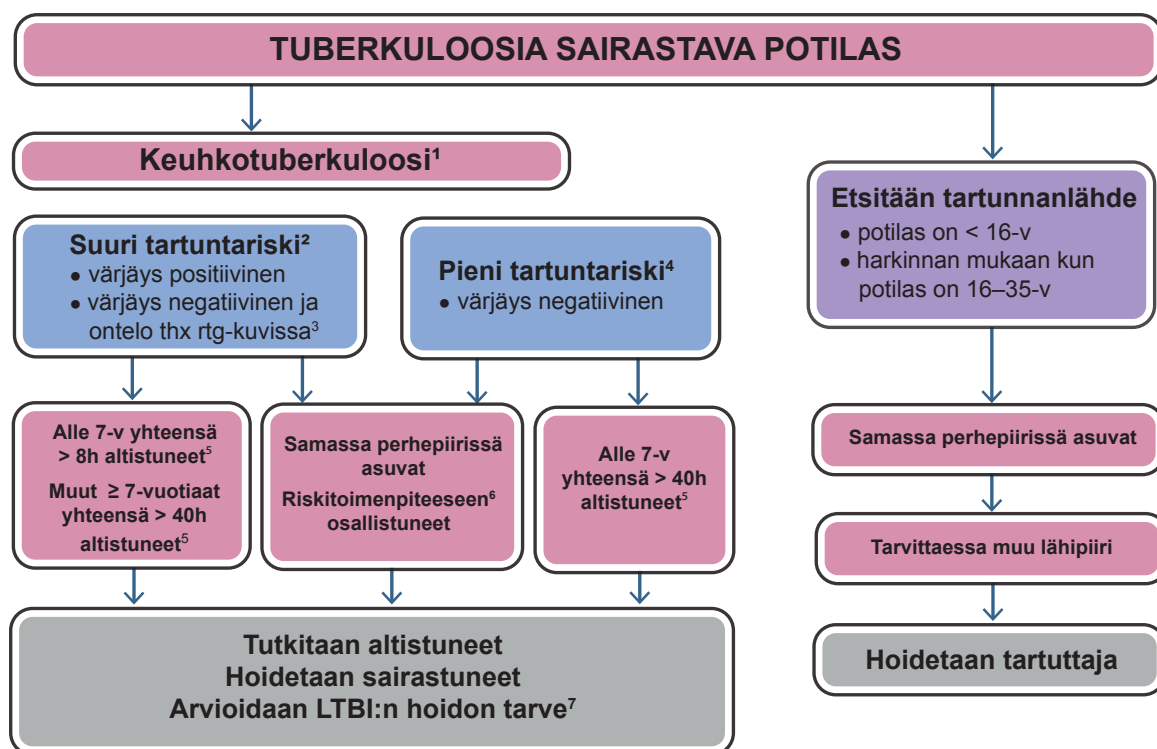 TUBERKULOOSIA SAIRASTAVA POTILAS
Keuhkotuberkuloosi¹
Suuri tartuntariski²
• värjäys positiivinen
• värjäys negatiivinen ja
ontelo thx rtg-kuvissa³
Pieni tartuntariski⁴
• värjäys negatiivinen
Etsitään tartunnanlähde
• potilas on < 16-v
• harkinnan mukaan kun
potilas on 16–35-v
Alle 7-v yhteensä
> 8h altistuneet⁵
Muut ≥ 7-vuotiaat
yhteensä > 40h
altistuneet⁵
Samassa perhepiirissä
asuvat
Riskitoimenpiteeseen⁶
osallistuneet
Alle 7-v
yhteensä > 40h
altistuneet⁵
Samassa perhepiirissä asuvat
Tarvittaessa muu lähipiiri
Tutkitaan altistuneet
Hoidetaan sairastuneet
Arvioidaan LTBI:n hoidon tarve⁷
Hoidetaan tartuttaja